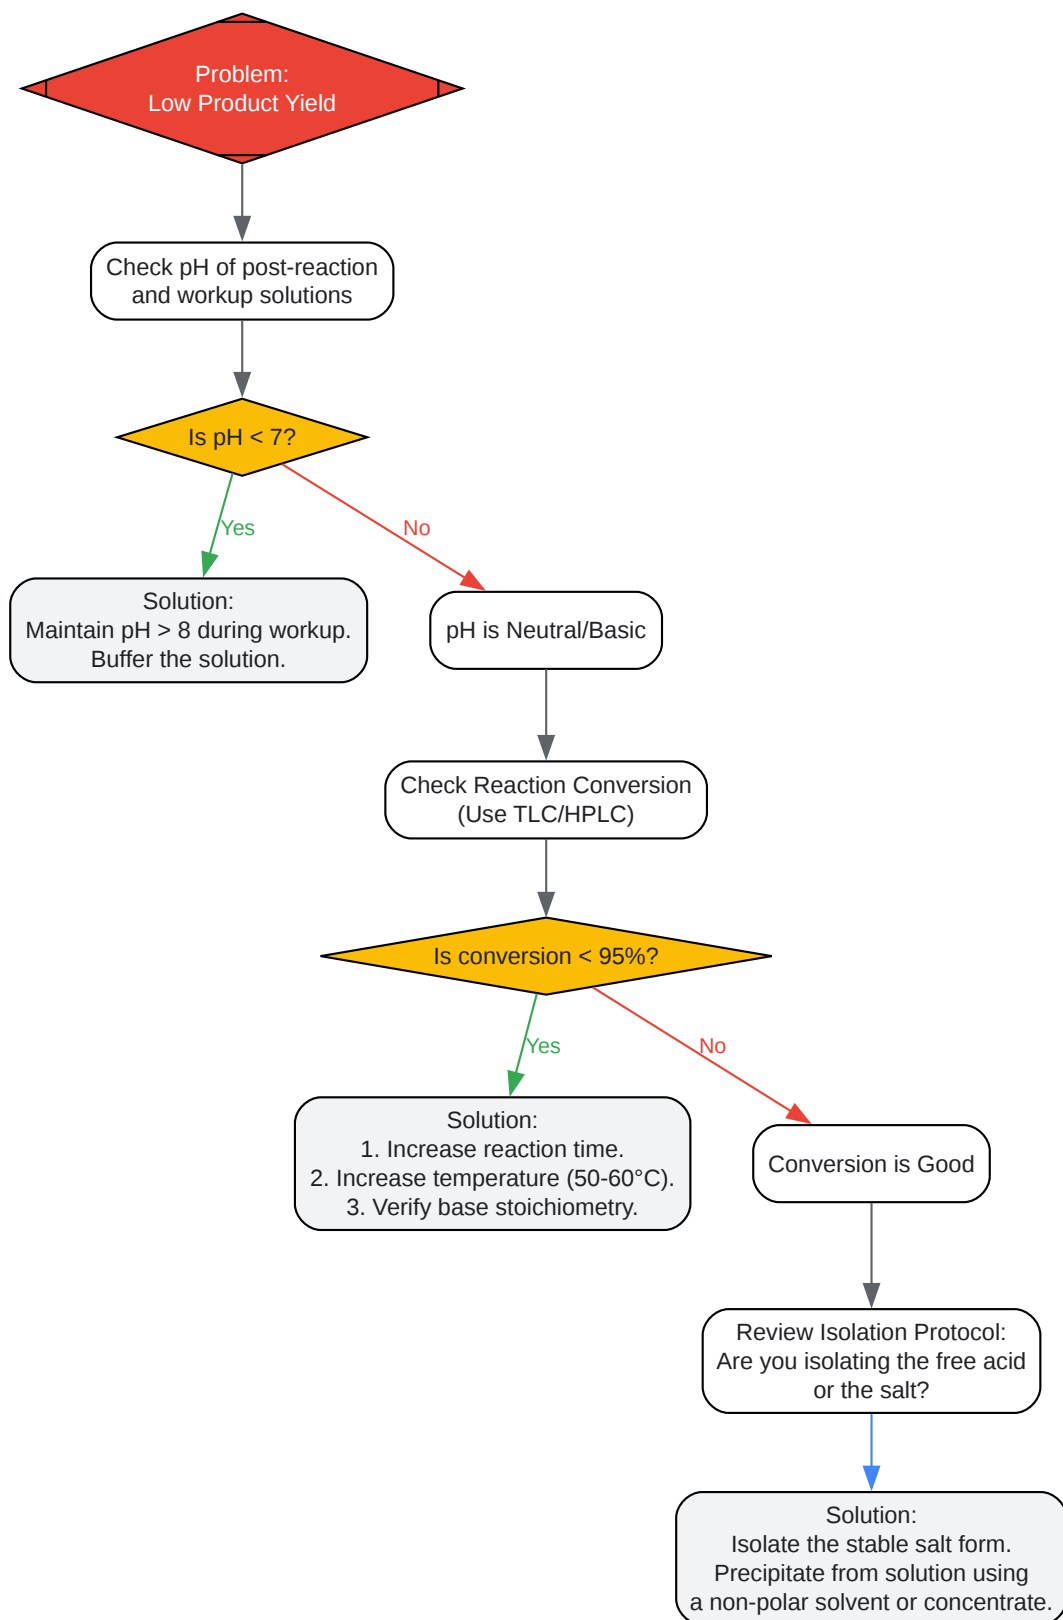 Problem:
Low Product Yield
Check pH of post-reaction
and workup solutions
Is pH < 7?
Yes
No
Solution:
Maintain pH > 8 during workup.
Buffer the solution.
pH is Neutral/Basic
Check Reaction Conversion
(Use TLC/HPLC)
Is conversion < 95%?
Yes
No
Solution:
1. Increase reaction time.
2. Increase temperature (50-60°C).
3. Verify base stoichiometry.
Conversion is Good
Review Isolation Protocol:
Are you isolating the free acid
or the salt?
Solution:
Isolate the stable salt form.
Precipitate from solution using
a non-polar solvent or concentrate.